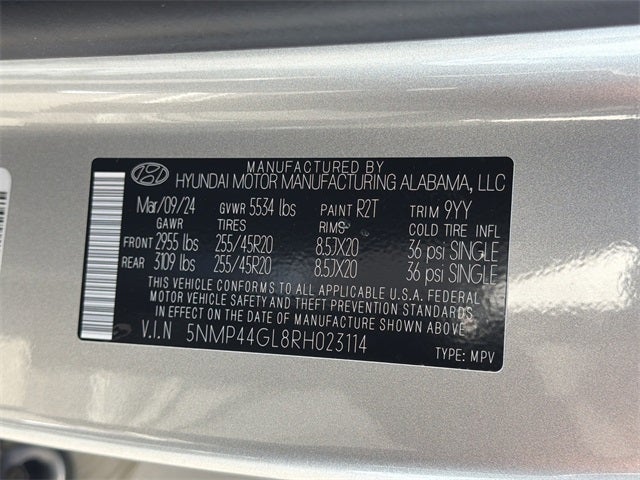 MANUFACTURED BY
HYUNDAI MOTOR MANUFACTURING ALABAMA, LLC
Mar/09/24 GVWR 5534 lbs PAINT R2T TRIM 9YY
GAWR TIRES RIMS COLD TIRE INFL
FRONT 2955 lbs 255/45R20 8.5JX20 36 psi SINGLE
REAR 3109 lbs 255/45R20 8.5JX20 36 psi SINGLE
THIS VEHICLE CONFORMS TO ALL APPLICABLE U.S.A. FEDERAL
MOTOR VEHICLE SAFETY AND THEFT PREVENTION STANDARDS
IN EFFECT ON THE DATE OF MANUFACTURE SHOWN ABOVE.
V.I.N 5NMP44GL8RH023114
TYPE: MPV